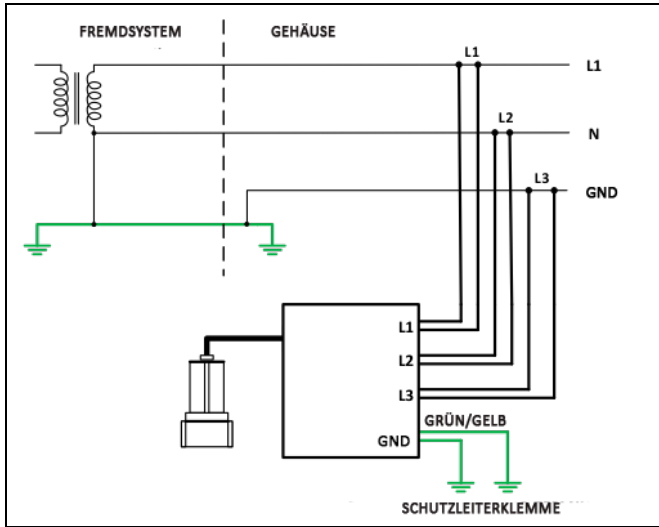 FREMDSYSTEM
GEHÄUSE
L1
L1
L2
N
L3
GND
L1
L2
L3
GRÜN/GELB
GND
SCHUTZLEITERKLEMME